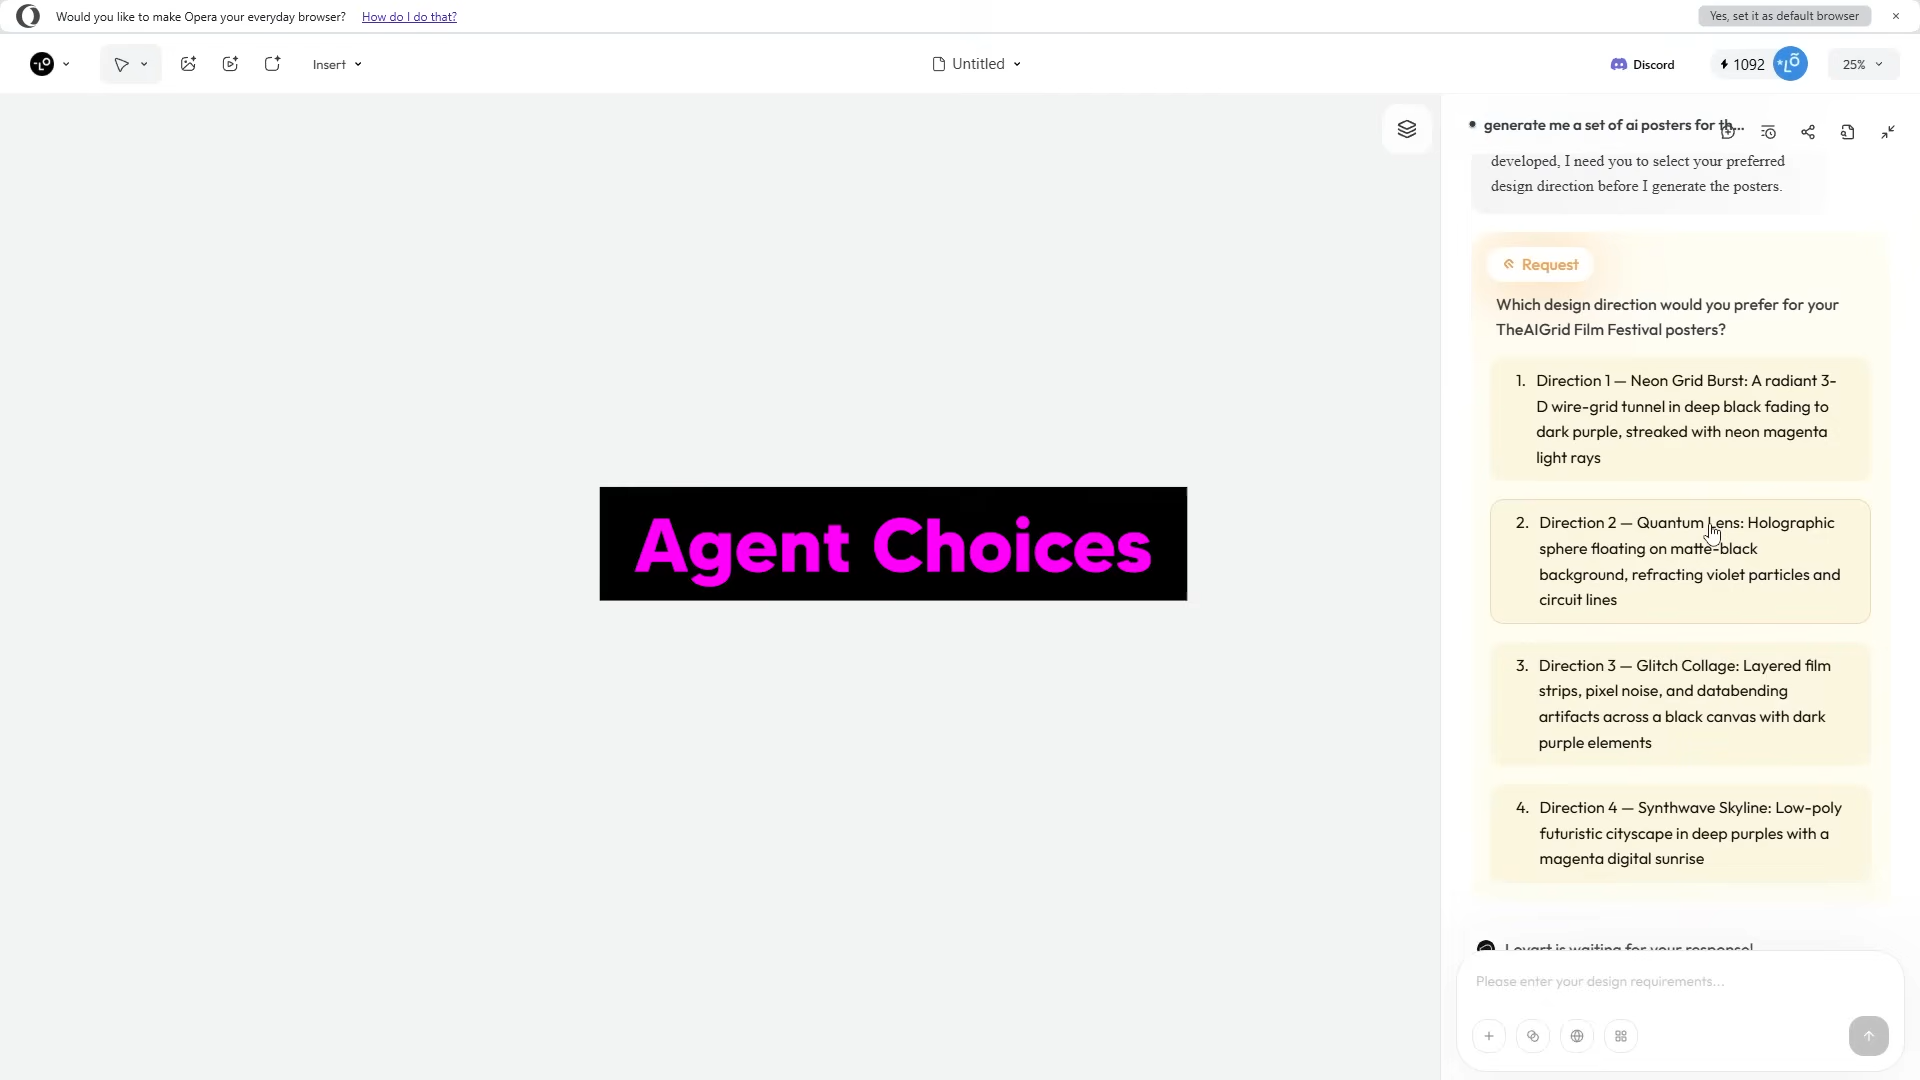 Would you like to make Opera your everyday browser? How do I do that? Yes, set it as default browser
Insert Untitled Discord 1092 25%
generate me a set of ai posters for th...
developed, I need you to select your preferred
design direction before I generate the posters.
Request
Which design direction would you prefer for your
TheAIGrid Film Festival posters?
1. Direction 1 — Neon Grid Burst: A radiant 3-
D wire-grid tunnel in deep black fading to
dark purple, streaked with neon magenta
light rays
2. Direction 2 — Quantum Lens: Holographic
sphere floating on matte-black
background, refracting violet particles and
circuit lines
3. Direction 3 — Glitch Collage: Layered film
strips, pixel noise, and databending
artifacts across a black canvas with dark
purple elements
4. Direction 4 — Synthwave Skyline: Low-poly
futuristic cityscape in deep purples with a
magenta digital sunrise
Lovart is waiting for your response!
Please enter your design requirements...
Agent Choices